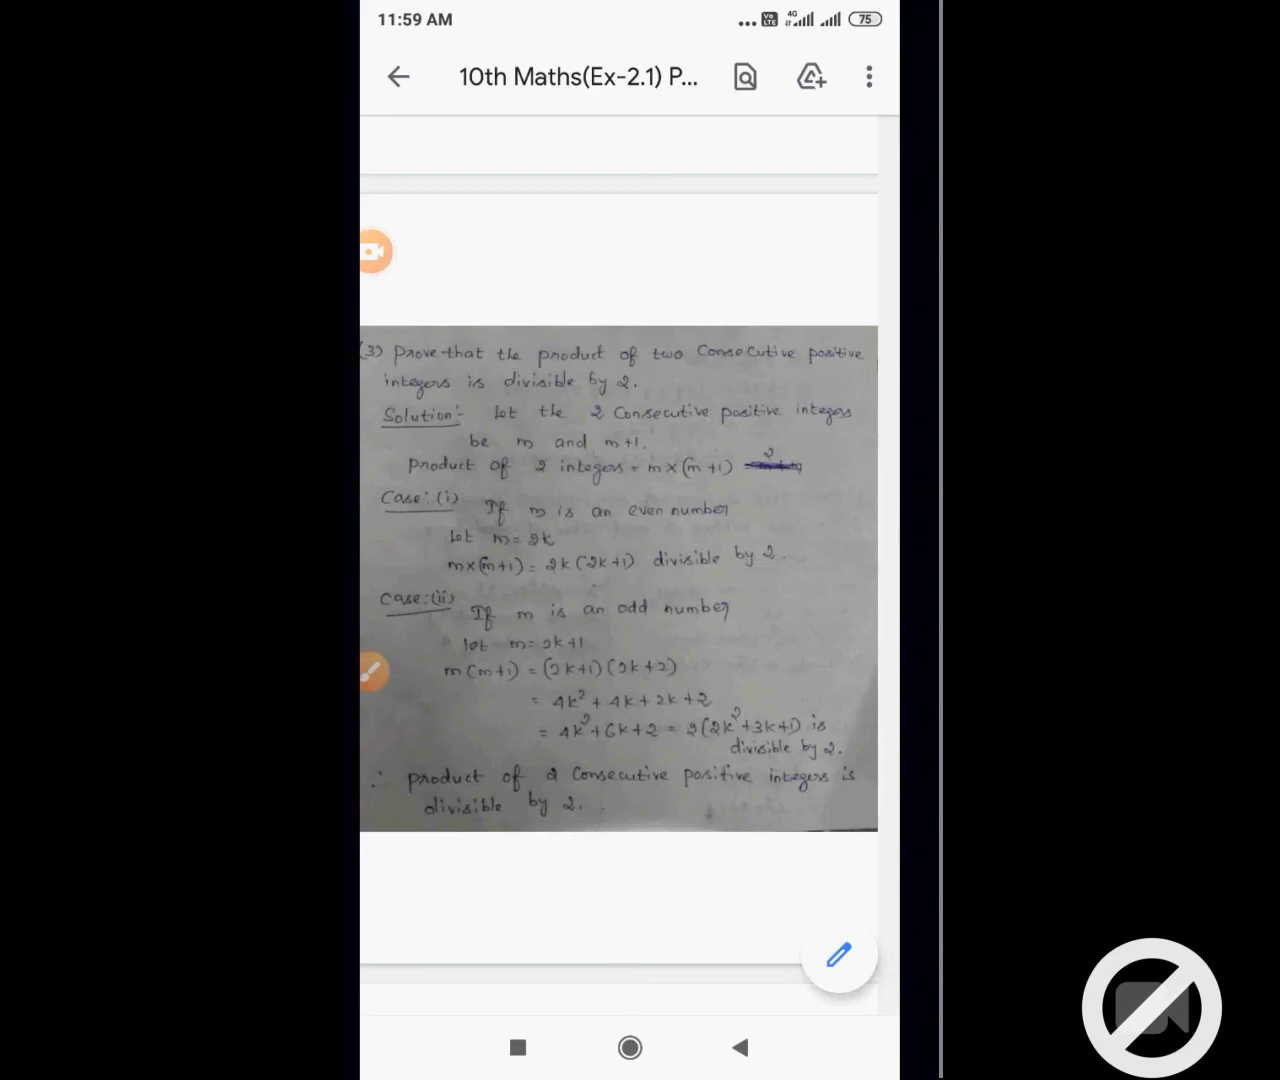 11:59 AM
4G
Vo LTE
75
10th Maths(Ex-2.1) P...
(3) Prove that the product of two Consecutive positive
integers is divisible by 2.
Solution:- Let the 2 Consecutive positive integers
be m and m+1.
Product of 2 integers = m×(m+1)
Case:(i) If m is an even number
Let m=2k
m×(m+1) = 2k(2k+1) divisible by 2.
Case:(ii) If m is an odd number
let m=2k+1
m(m+1) = (2k+1)(2k+2)
= 4k² + 4k + 2k + 2
= 4k²+6k+2 = 2(2k²+3k+1) is
divisible by 2.
∴ product of 2 Consecutive positive integers is
divisible by 2.